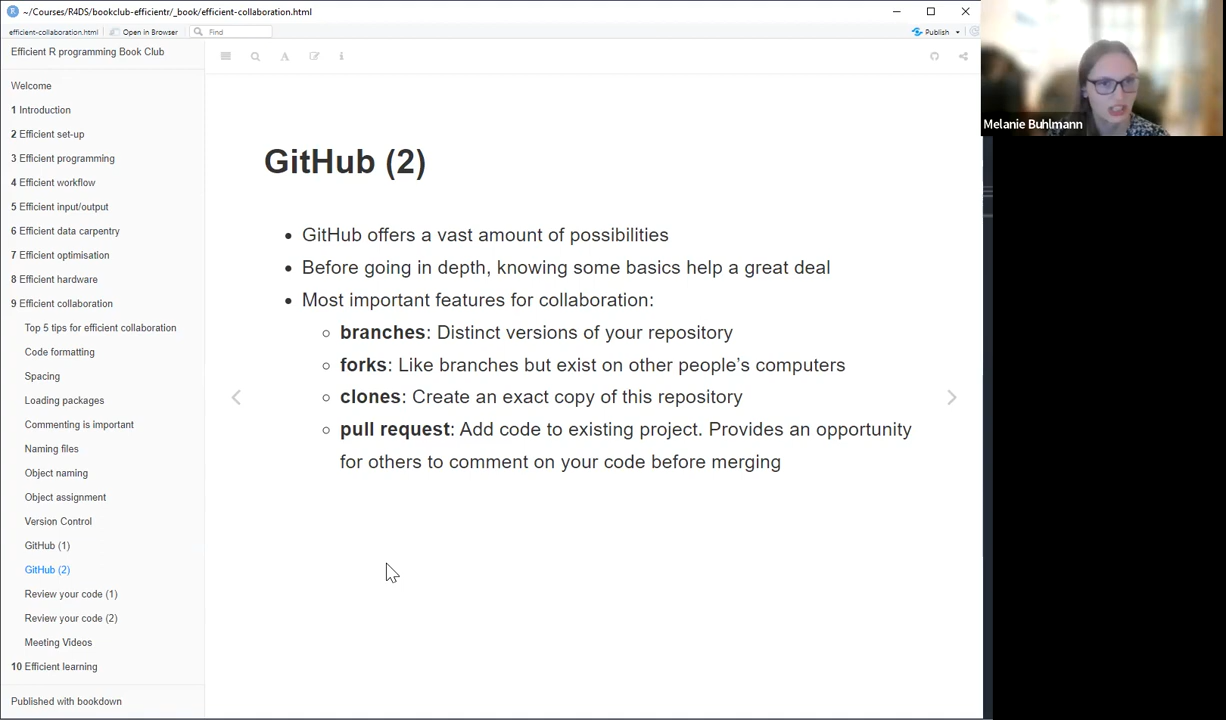 ~/Courses/R4DS/bookclub-efficientr/_book/efficient-collaboration.html
efficient-collaboration.html
Open in Browser
Find
Publish
Efficient R programming Book Club
Welcome
1 Introduction
2 Efficient set-up
3 Efficient programming
4 Efficient workflow
5 Efficient input/output
6 Efficient data carpentry
7 Efficient optimisation
8 Efficient hardware
9 Efficient collaboration
Top 5 tips for efficient collaboration
Code formatting
Spacing
Loading packages
Commenting is important
Naming files
Object naming
Object assignment
Version Control
GitHub (1)
GitHub (2)
Review your code (1)
Review your code (2)
Meeting Videos
10 Efficient learning
Published with bookdown
GitHub (2)
• GitHub offers a vast amount of possibilities
• Before going in depth, knowing some basics help a great deal
• Most important features for collaboration:
branches: Distinct versions of your repository
forks: Like branches but exist on other people's computers
clones: Create an exact copy of this repository
pull request: Add code to existing project. Provides an opportunity
for others to comment on your code before merging
Melanie Buhlmann